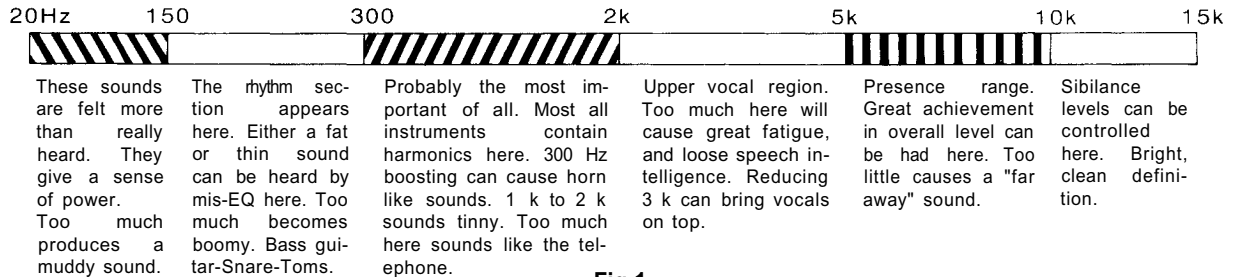 20Hz 150 300 2k 5k 10k 15k
These sounds
are felt more
than really
heard. They
give a sense
of power.
Too much
produces a
muddy sound.
The rhythm sec-
tion appears
here. Either a fat
or thin sound
can be heard by
mis-EQ here. Too
much becomes
boomy. Bass gui-
tar-Snare-Toms.
Probably the most im-
portant of all. Most all
instruments contain
harmonics here. 300 Hz
boosting can cause horn
like sounds. 1 k to 2 k
sounds tinny. Too much
here sounds like the tel-
ephone.
Upper vocal region.
Too much here will
cause great fatigue,
and loose speech in-
telligence. Reducing
3 k can bring vocals
on top.
Presence range.
Great achievement
in overall level can
be had here. Too
little causes a "far
away" sound.
Sibilance
levels can be
controlled
here. Bright,
clean defini-
tion.